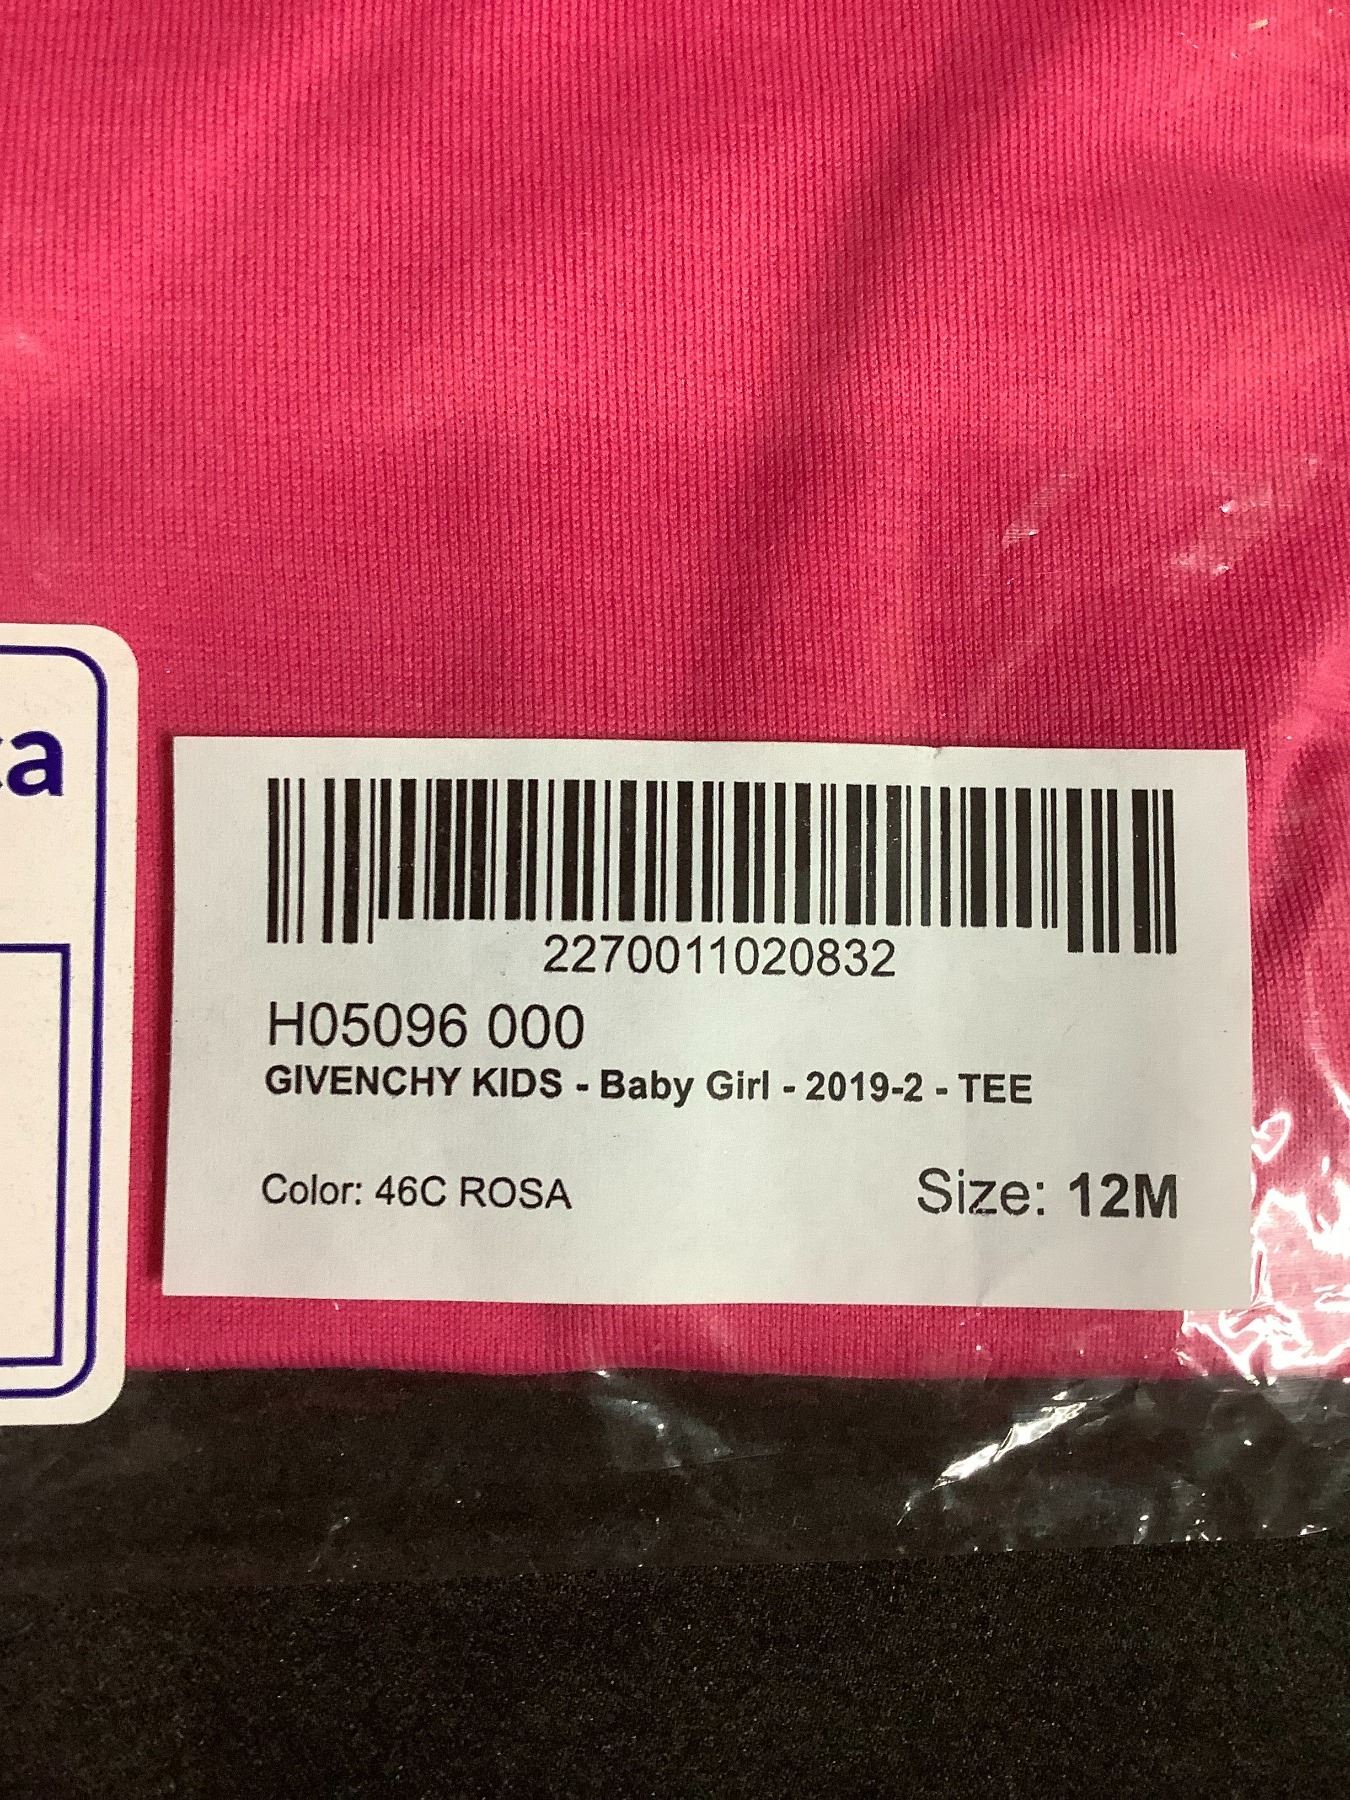 2270011020832
H05096 000
GIVENCHY KIDS - Baby Girl - 2019-2 - TEE
Color: 46C ROSA
Size: 12M